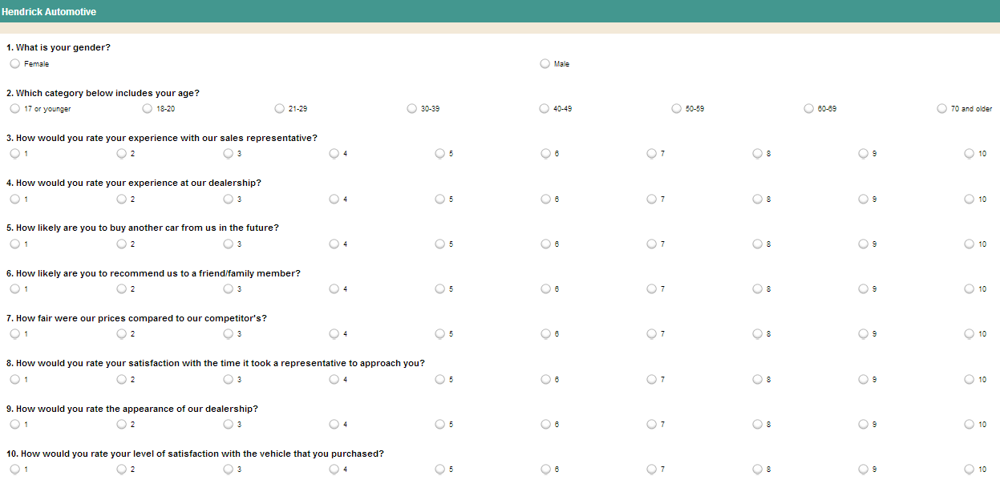 Hendrick Automotive
1. What is your gender?
Female Male
2. Which category below includes your age?
17 or younger 18-20 21-29 30-39 40-49 50-59 60-69 70 and older
3. How would you rate your experience with our sales representative?
1 2 3 4 5 6 7 8 9 10
4. How would you rate your experience at our dealership?
1 2 3 4 5 6 7 8 9 10
5. How likely are you to buy another car from us in the future?
1 2 3 4 5 6 7 8 9 10
6. How likely are you to recommend us to a friend/family member?
1 2 3 4 5 6 7 8 9 10
7. How fair were our prices compared to our competitor's?
1 2 3 4 5 6 7 8 9 10
8. How would you rate your satisfaction with the time it took a representative to approach you?
1 2 3 4 5 6 7 8 9 10
9. How would you rate the appearance of our dealership?
1 2 3 4 5 6 7 8 9 10
10. How would you rate your level of satisfaction with the vehicle that you purchased?
1 2 3 4 5 6 7 8 9 10